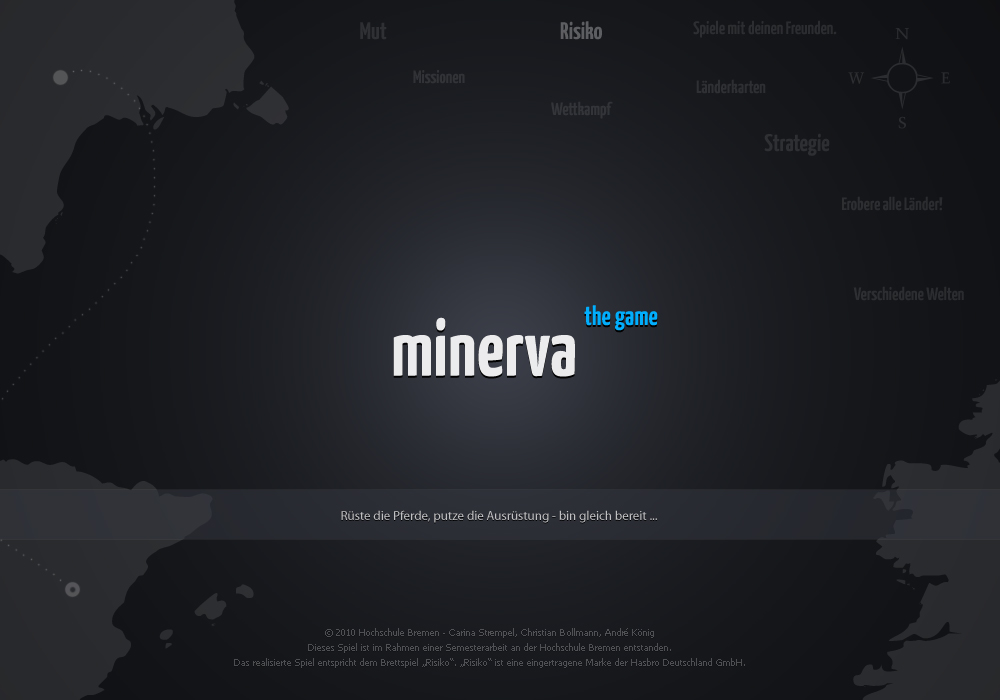 Mut
Risiko
Spiele mit deinen Freunden.
N
Missionen
W
E
Länderkarten
Wettkampf
S
Strategie
Erobere alle Länder!
Verschiedene Welten
the game
minerva
Rüste die Pferde, putze die Ausrüstung - bin gleich bereit ...
© 2010 Hochschule Bremen - Carina Strempel, Christian Bollmann, André König
Dieses Spiel ist im Rahmen einer Semesterarbeit an der Hochschule Bremen entstanden.
Das realisierte Spiel entspricht dem Brettspiel „Risiko“. „Risiko“ ist eine eingertragene Marke der Hasbro Deutschland GmbH.